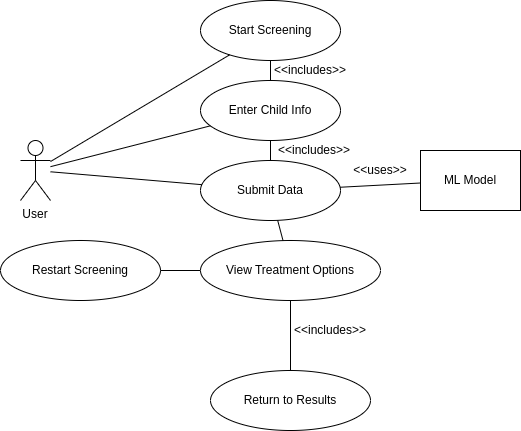 Start Screening
<<includes>>
Enter Child Info
<<includes>>
Submit Data
<<uses>>
ML Model
User
Restart Screening
View Treatment Options
<<includes>>
Return to Results